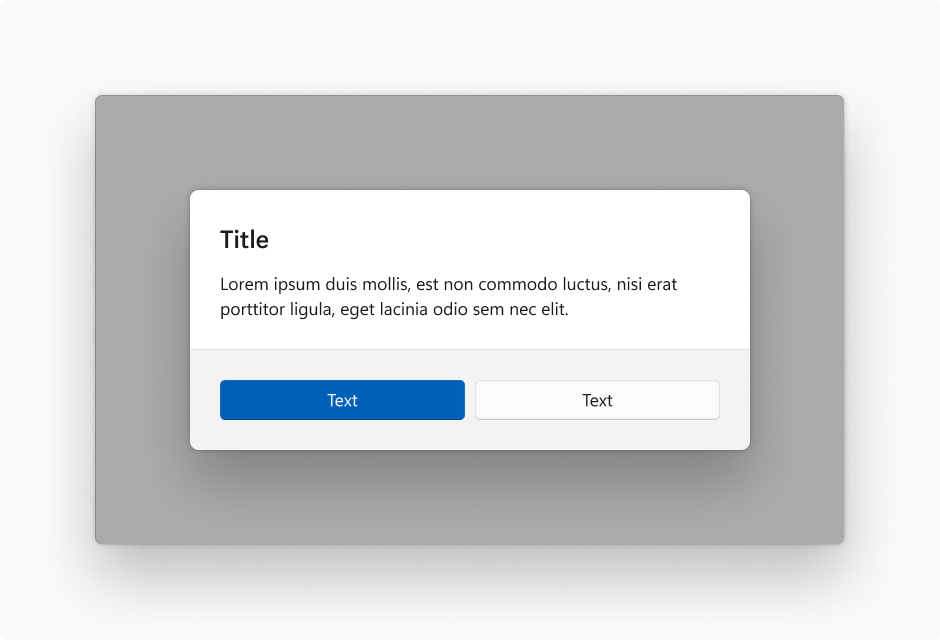 Title
Lorem ipsum duis mollis, est non commodo luctus, nisi erat
porttitor ligula, eget lacinia odio sem nec elit.
Text
Text